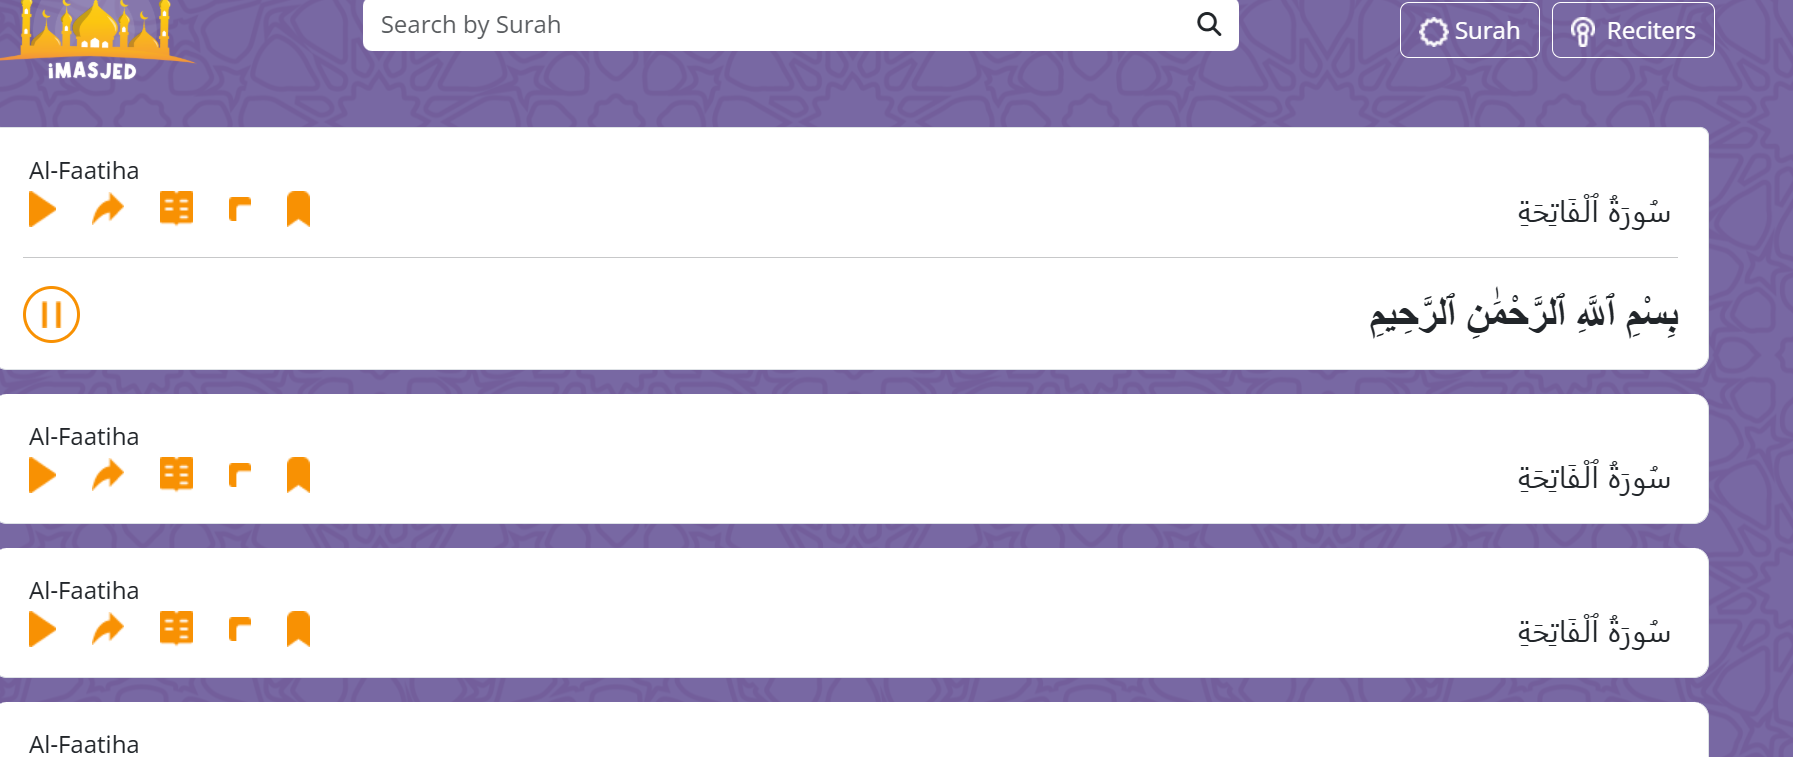 iMASJED
Search by Surah
Surah
Reciters
Al-Faatiha
سُورَةُ ٱلْفَاتِحَةِ
بِسْمِ ٱللَّهِ ٱلرَّحْمَٰنِ ٱلرَّحِيمِ
Al-Faatiha
سُورَةُ ٱلْفَاتِحَةِ
Al-Faatiha
سُورَةُ ٱلْفَاتِحَةِ
Al-Faatiha